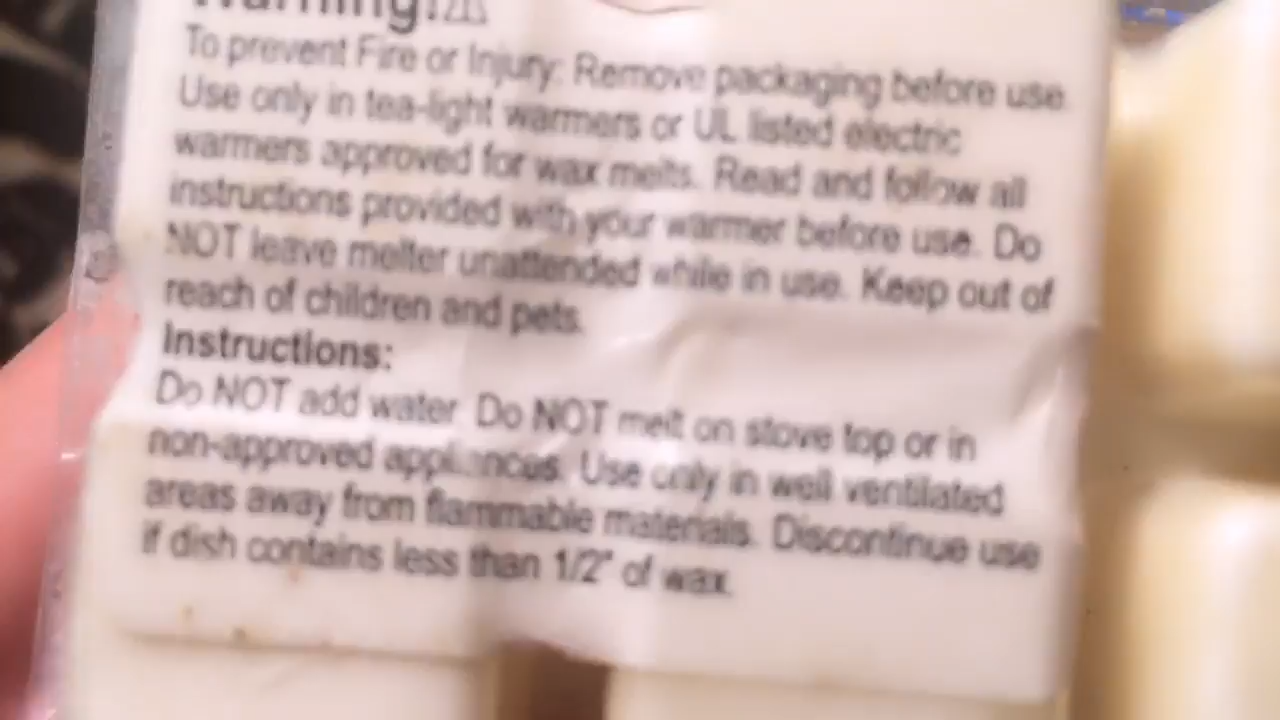 Warning!
To prevent Fire or Injury: Remove packaging before use.
Use only in tea-light warmers or UL listed electric
warmers approved for wax melts. Read and follow all
instructions provided with your warmer before use. Do
NOT leave melter unattended while in use. Keep out of
reach of children and pets.
Instructions:
Do NOT add water. Do NOT melt on stove top or in
non-approved appliances. Use only in well ventilated
areas away from flammable materials. Discontinue use
if dish contains less than 1/2" of wax.